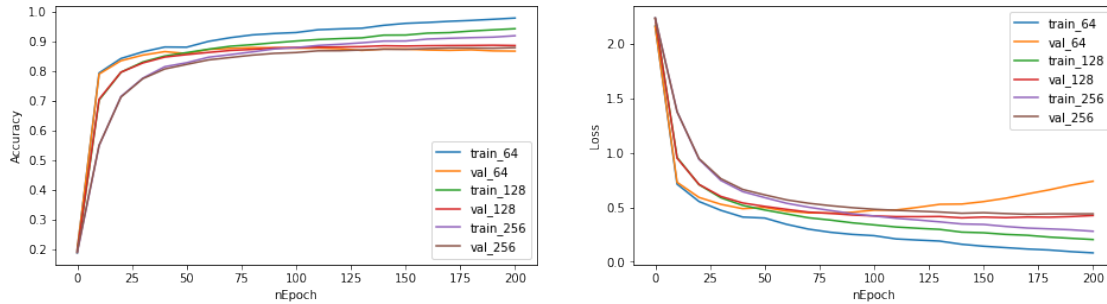 1.0
0.9
0.8
0.7
0.6
0.5
0.4
0.3
0.2
Accuracy
0 25 50 75 100 125 150 175 200
nEpoch
train_64
val_64
train_128
val_128
train_256
val_256
2.0
1.5
1.0
0.5
0.0
Loss
0 25 50 75 100 125 150 175 200
nEpoch
train_64
val_64
train_128
val_128
train_256
val_256